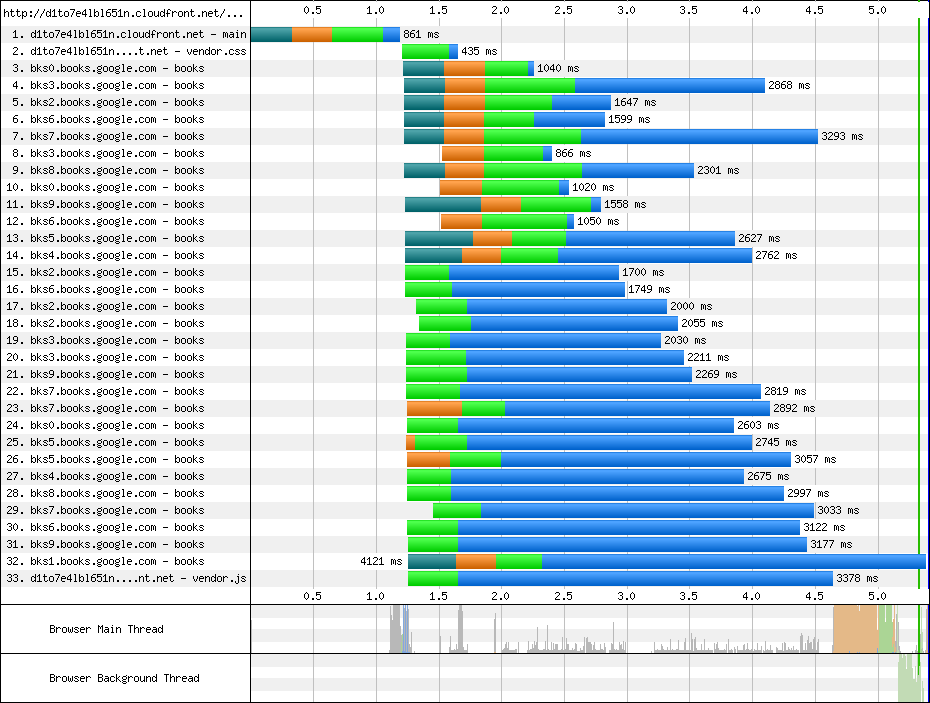 http://d1to7e4lbl651n.cloudfront.net/... 0.5 1.0 1.5 2.0 2.5 3.0 3.5 4.0 4.5 5.0
1. d1to7e4lbl651n.cloudfront.net - main 861 ms
2. d1to7e4lbl651n....t.net - vendor.css 435 ms
3. bks0.books.google.com - books 1040 ms
4. bks3.books.google.com - books 2868 ms
5. bks2.books.google.com - books 1647 ms
6. bks6.books.google.com - books 1599 ms
7. bks7.books.google.com - books 3293 ms
8. bks3.books.google.com - books 866 ms
9. bks8.books.google.com - books 2301 ms
10. bks0.books.google.com - books 1020 ms
11. bks9.books.google.com - books 1558 ms
12. bks6.books.google.com - books 1050 ms
13. bks5.books.google.com - books 2627 ms
14. bks4.books.google.com - books 2762 ms
15. bks2.books.google.com - books 1700 ms
16. bks6.books.google.com - books 1749 ms
17. bks2.books.google.com - books 2000 ms
18. bks2.books.google.com - books 2055 ms
19. bks3.books.google.com - books 2030 ms
20. bks3.books.google.com - books 2211 ms
21. bks9.books.google.com - books 2269 ms
22. bks7.books.google.com - books 2819 ms
23. bks7.books.google.com - books 2892 ms
24. bks0.books.google.com - books 2603 ms
25. bks5.books.google.com - books 2745 ms
26. bks5.books.google.com - books 3057 ms
27. bks4.books.google.com - books 2675 ms
28. bks8.books.google.com - books 2997 ms
29. bks7.books.google.com - books 3033 ms
30. bks6.books.google.com - books 3122 ms
31. bks9.books.google.com - books 3177 ms
32. bks1.books.google.com - books 4121 ms
33. d1to7e4lbl651n....nt.net - vendor.js 3378 ms
0.5 1.0 1.5 2.0 2.5 3.0 3.5 4.0 4.5 5.0
Browser Main Thread
Browser Background Thread